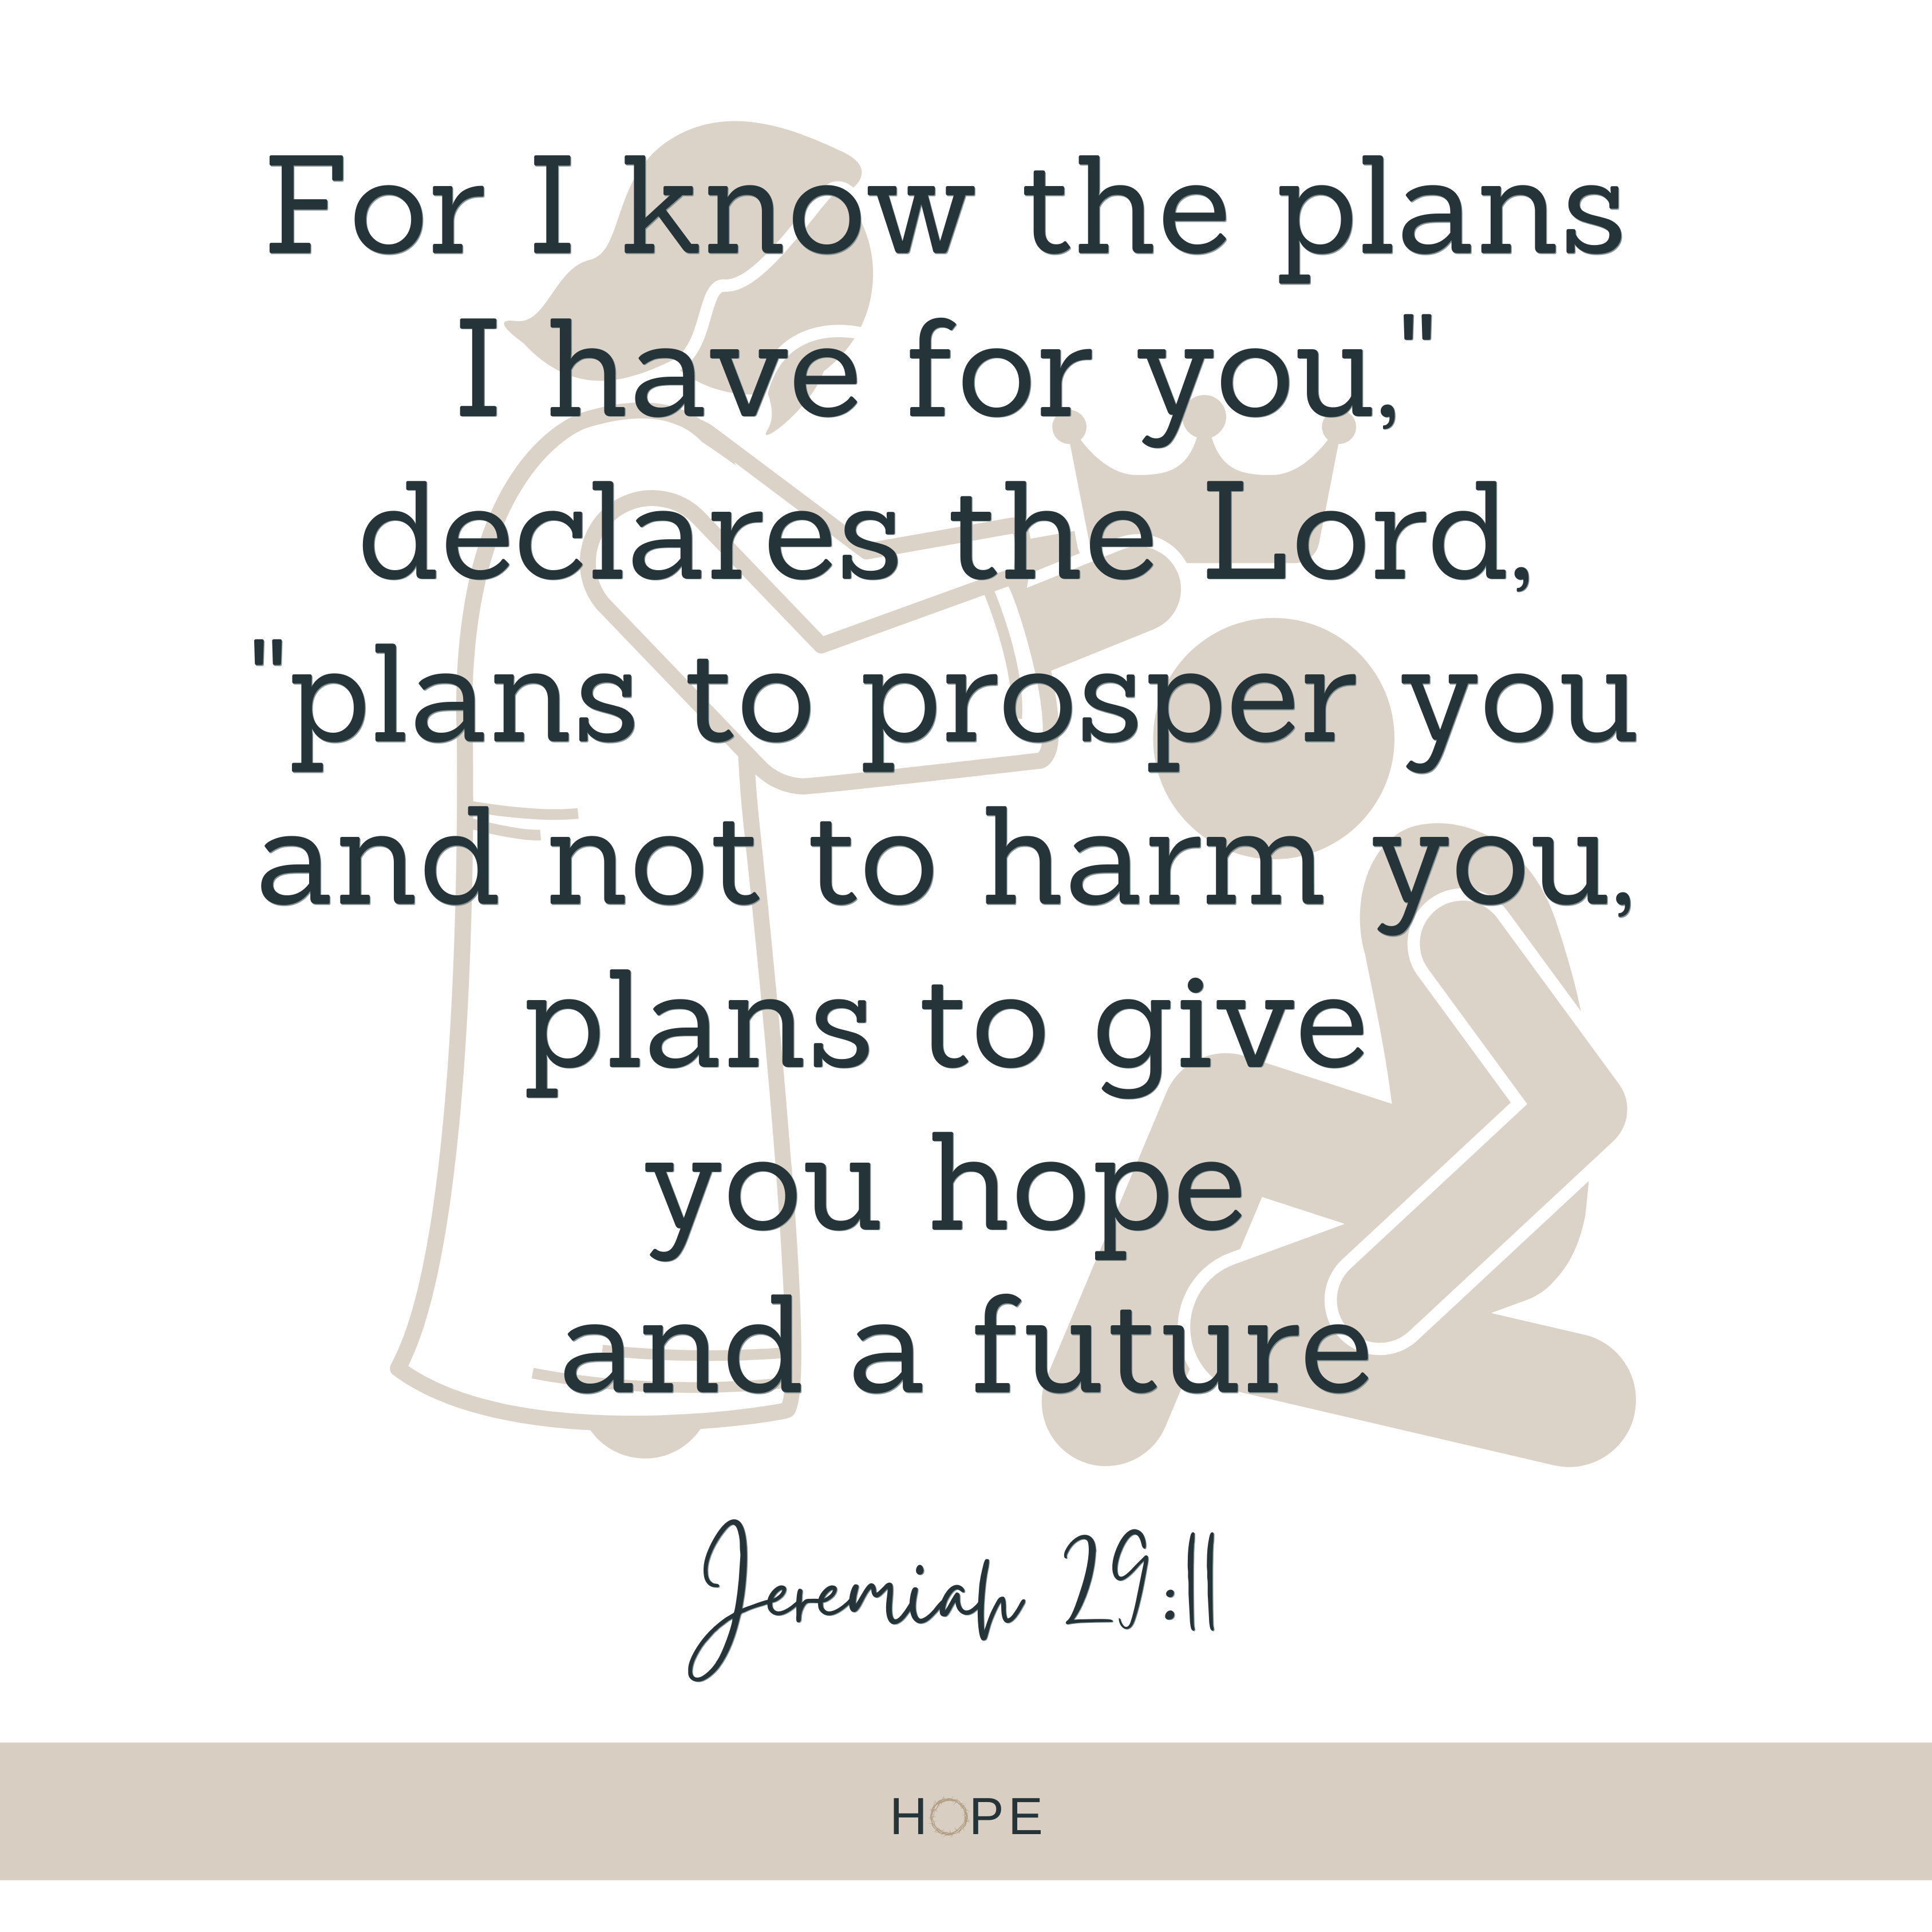 For I know the plans
I have for you,"
declares the Lord,
"plans to prosper you
and not to harm you,
plans to give
you hope
and a future
Jeremiah 29:11
HOPE